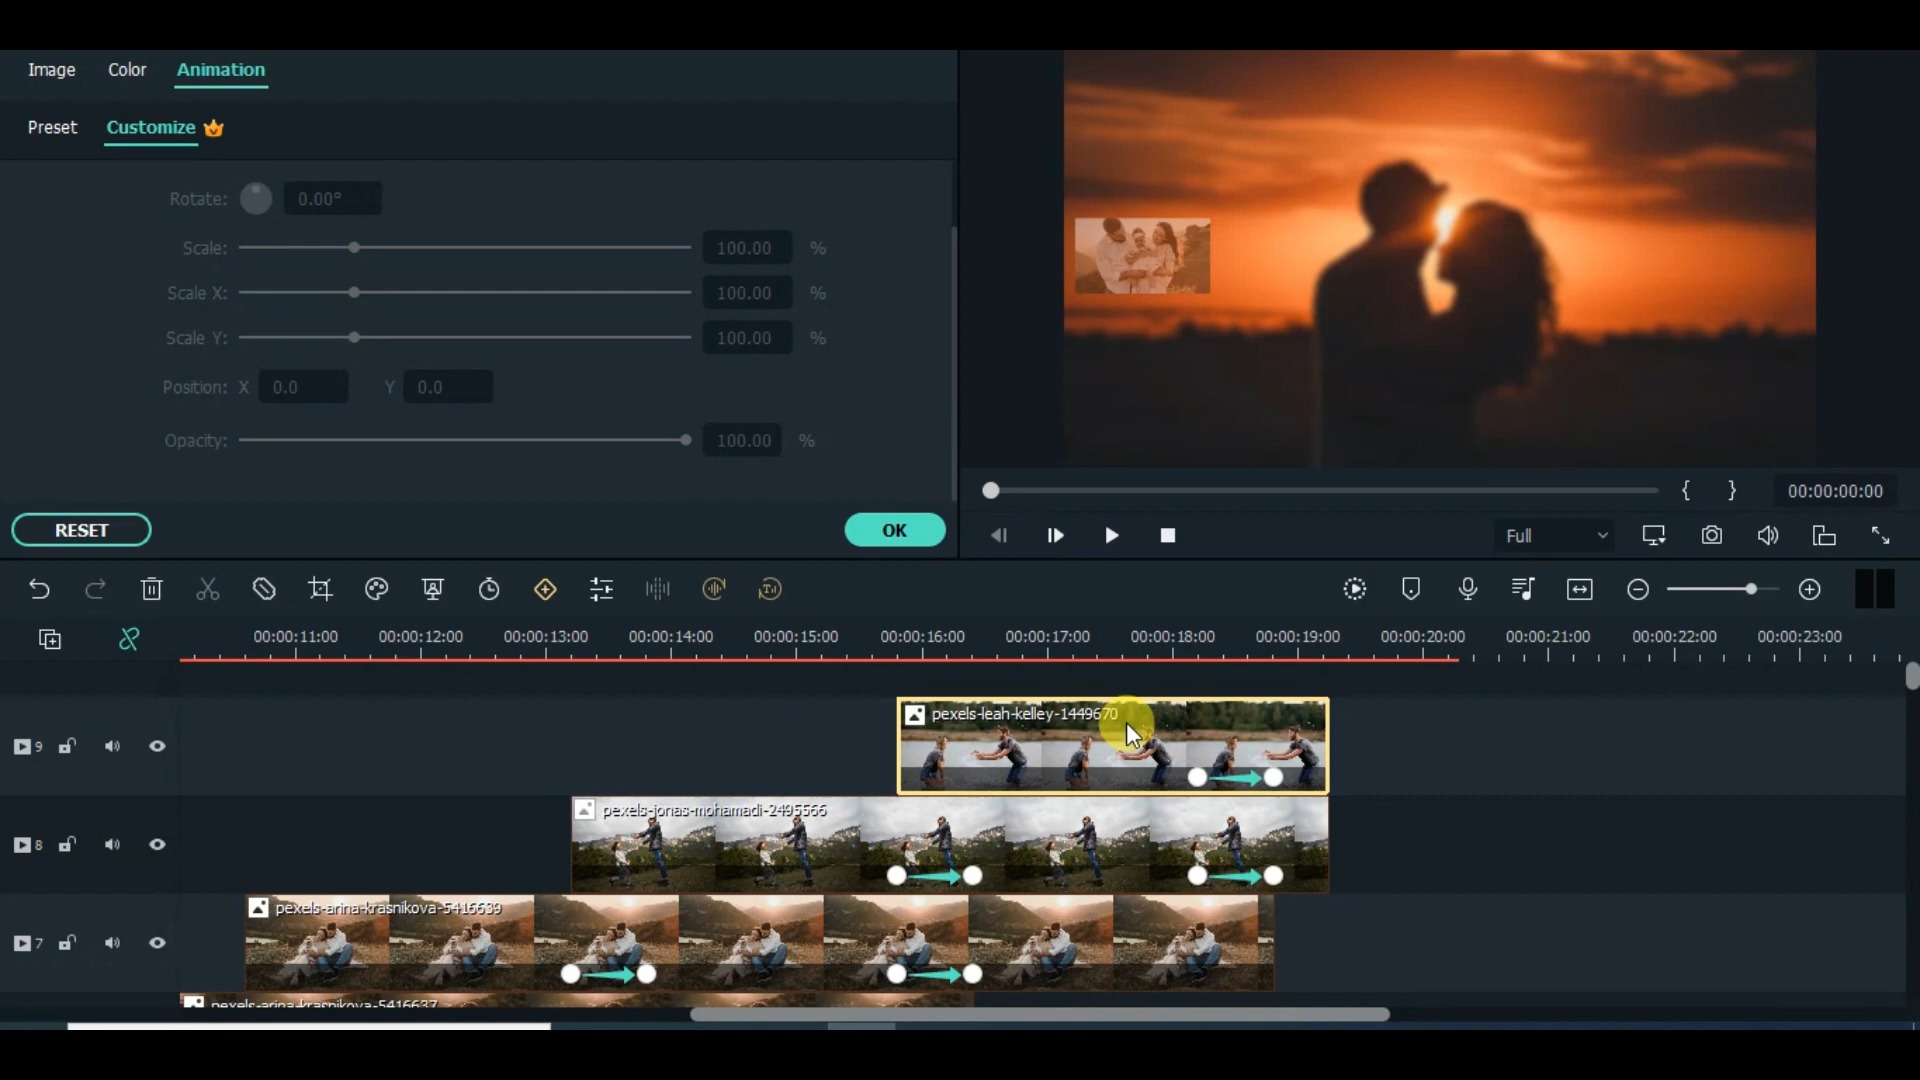 Image Color Animation
Preset Customize
Rotate: 0.00°
Scale: 100.00 %
Scale X: 100.00 %
Scale Y: 100.00 %
Position: X 0.0 Y 0.0
Opacity: 100.00 %
RESET OK
{ } 00:00:00:00
Full
00:00:11:00 00:00:12:00 00:00:13:00 00:00:14:00 00:00:15:00 00:00:16:00 00:00:17:00 00:00:18:00 00:00:19:00 00:00:20:00 00:00:21:00 00:00:22:00 00:00:23:00
pexels-leah-kelley-1449670
9
pexels-jonas-mohamadi-2495566
8
pexels-arina-krasnikova-5416639
7
pexels-arina-krasnikova-5416637